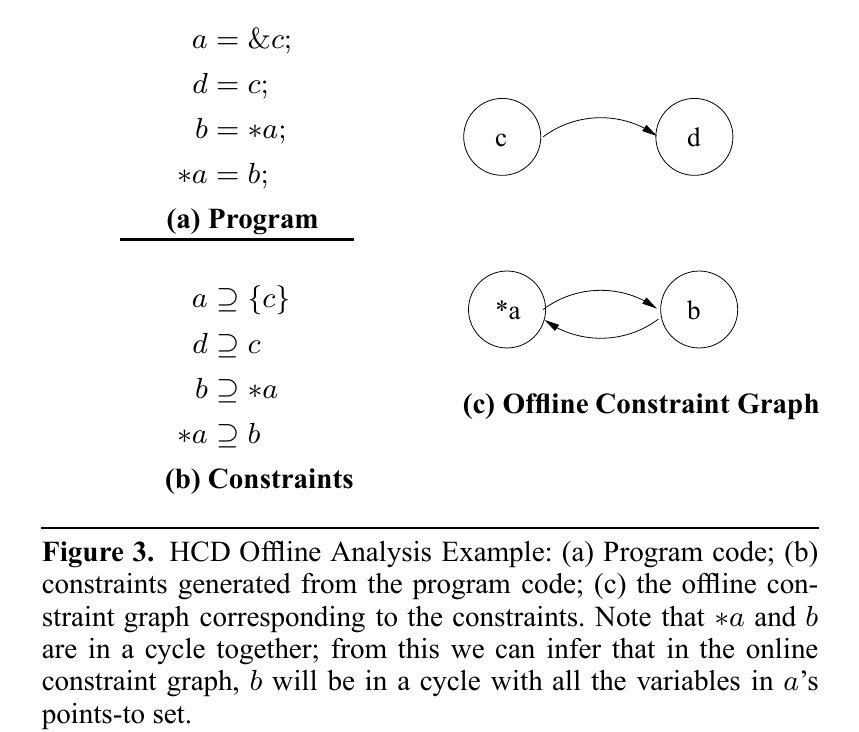 a = &c;
d = c;
b = ∗a;
∗a = b;
(a) Program
a ⊇ {c}
d ⊇ c
b ⊇ ∗a
∗a ⊇ b
(b) Constraints
c
d
*a
b
(c) Offline Constraint Graph
Figure 3. HCD Offline Analysis Example: (a) Program code; (b)
constraints generated from the program code; (c) the offline con-
straint graph corresponding to the constraints. Note that ∗a and b
are in a cycle together; from this we can infer that in the online
constraint graph, b will be in a cycle with all the variables in a's
points-to set.